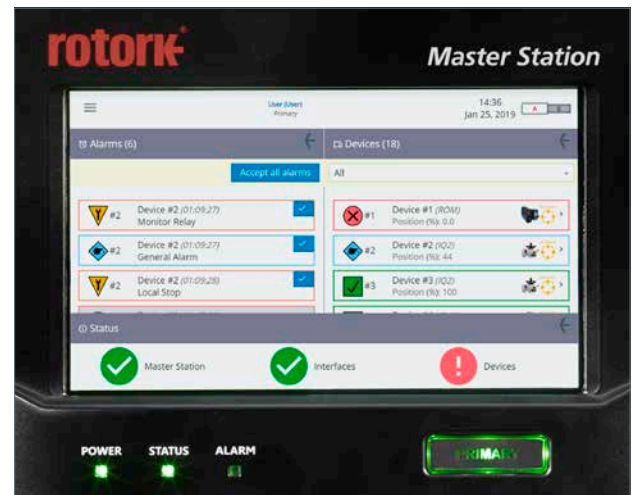 rotork
Master Station
User (User)
Primary
14:36
Jan 25, 2019
A
Alarms (6)
Devices (18)
Accept all alarms
All
#2
Device #2 (01:09:27)
Monitor Relay
#1
Device #1 (ROM)
Position (%): 0.0
#2
Device #2 (01:09:27)
General Alarm
#2
Device #2 (IQ2)
Position (%): 44
#2
Device #2 (01:09:28)
Local Stop
#3
Device #3 (IQ2)
Position (%): 100
Status
Master Station
Interfaces
Devices
POWER
STATUS
ALARM
PRIMARY